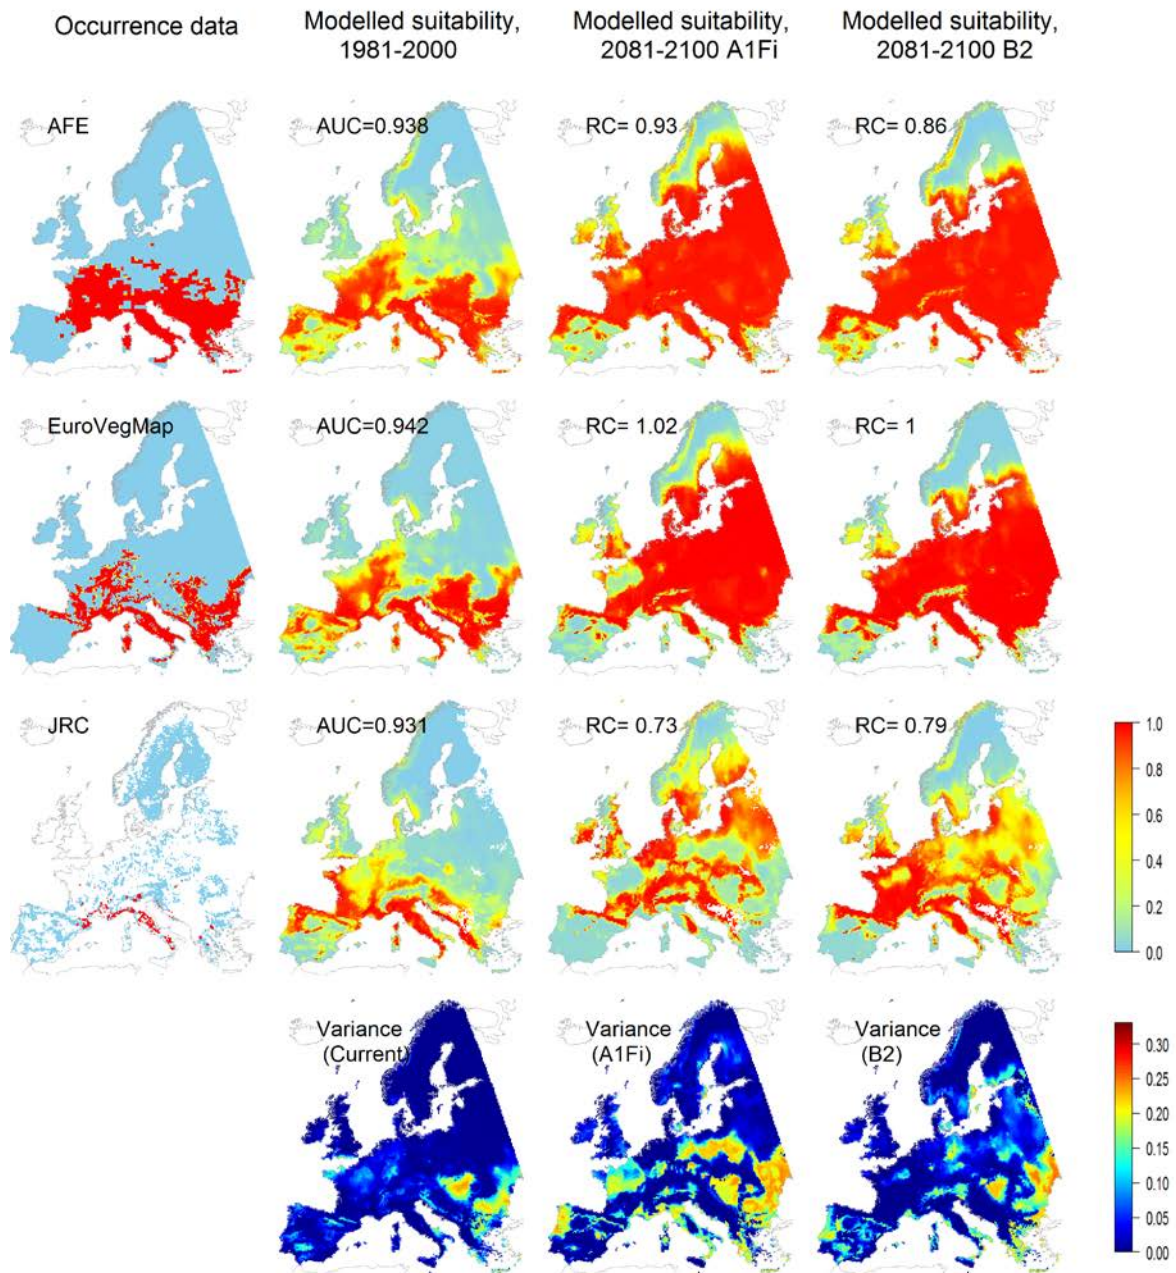 Occurrence data
Modelled suitability,
1981-2000
Modelled suitability,
2081-2100 A1Fi
Modelled suitability,
2081-2100 B2
AFE
AUC=0.938
RC= 0.93
RC= 0.86
EuroVegMap
AUC=0.942
RC= 1.02
RC= 1
JRC
AUC=0.931
RC= 0.73
RC= 0.79
1.0
0.8
0.6
0.4
0.2
0.0
Variance
(Current)
Variance
(A1Fi)
Variance
(B2)
0.30
0.25
0.20
0.15
0.10
0.05
0.00